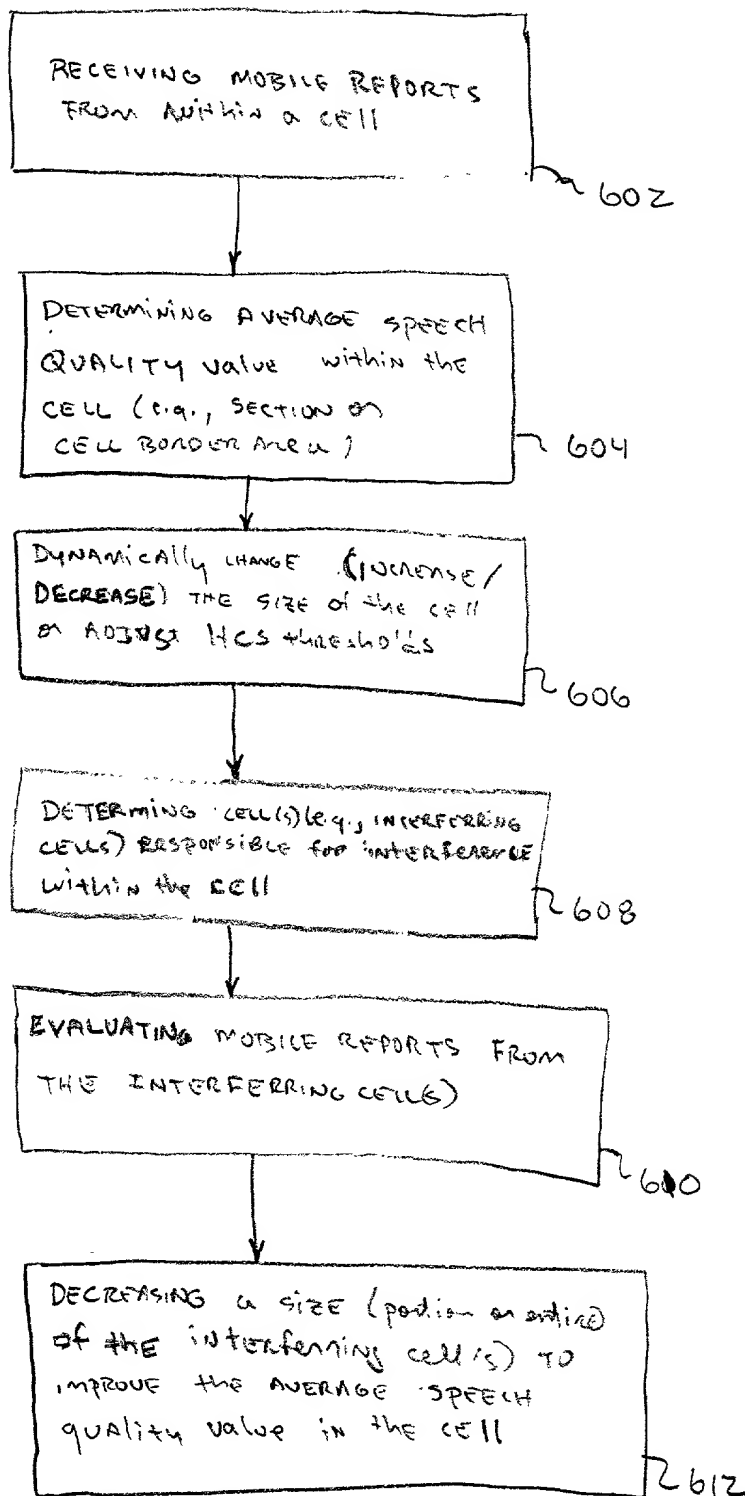 RECEIVING MOBILE REPORTS
FROM WITHIN a CELL
602
DETERMINING AVERAGE SPEECH
QUALITY value within the
CELL (e.g., SECTION or
CELL BORDER Area)
604
DYNAMICALLY CHANGE (INCREASE/
DECREASE) THE SIZE of the cell
or ADJUST HCS thresholds
606
DETERMING CELL(s) (e.g., INTERFERRING
CELLS) RESPONSIBLE for INTERFERENCE
within the CELL
608
EVALUATING MOBILE REPORTS FROM
THE INTERFERRING CELL(S)
610
DECREASING a SIZE (portion or entire)
of the interferring cell(s) TO
IMPROVE the AVERAGE SPEECH
quality value in the CELL
612